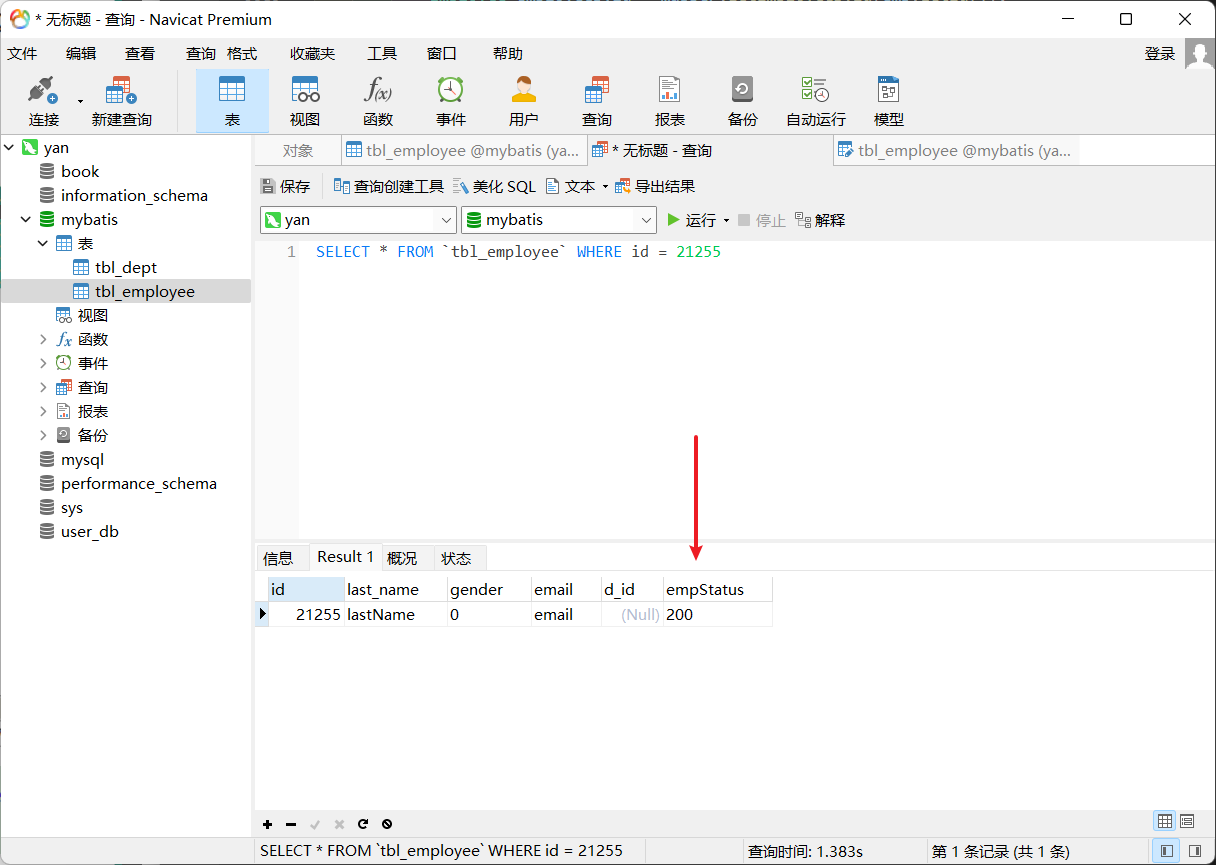 * 无标题 - 查询 - Navicat Premium
文件 编辑 查看 查询 格式 收藏夹 工具 窗口 帮助 登录
连接 新建查询 表 视图 函数 事件 用户 查询 报表 备份 自动运行 模型
yan
book
information_schema
mybatis
表
tbl_dept
tbl_employee
视图
函数
事件
查询
报表
备份
mysql
performance_schema
sys
user_db
对象 tbl_employee @mybatis (ya... * 无标题 - 查询 tbl_employee @mybatis (ya...
保存 查询创建工具 美化 SQL 文本 导出结果
yan mybatis 运行 停止 解释
1 SELECT * FROM `tbl_employee` WHERE id = 21255
信息 Result 1 概况 状态
id last_name gender email d_id empStatus
21255 lastName 0 email (Null) 200
SELECT * FROM `tbl_employee` WHERE id = 21255 查询时间: 1.383s 第 1 条记录 (共 1 条)